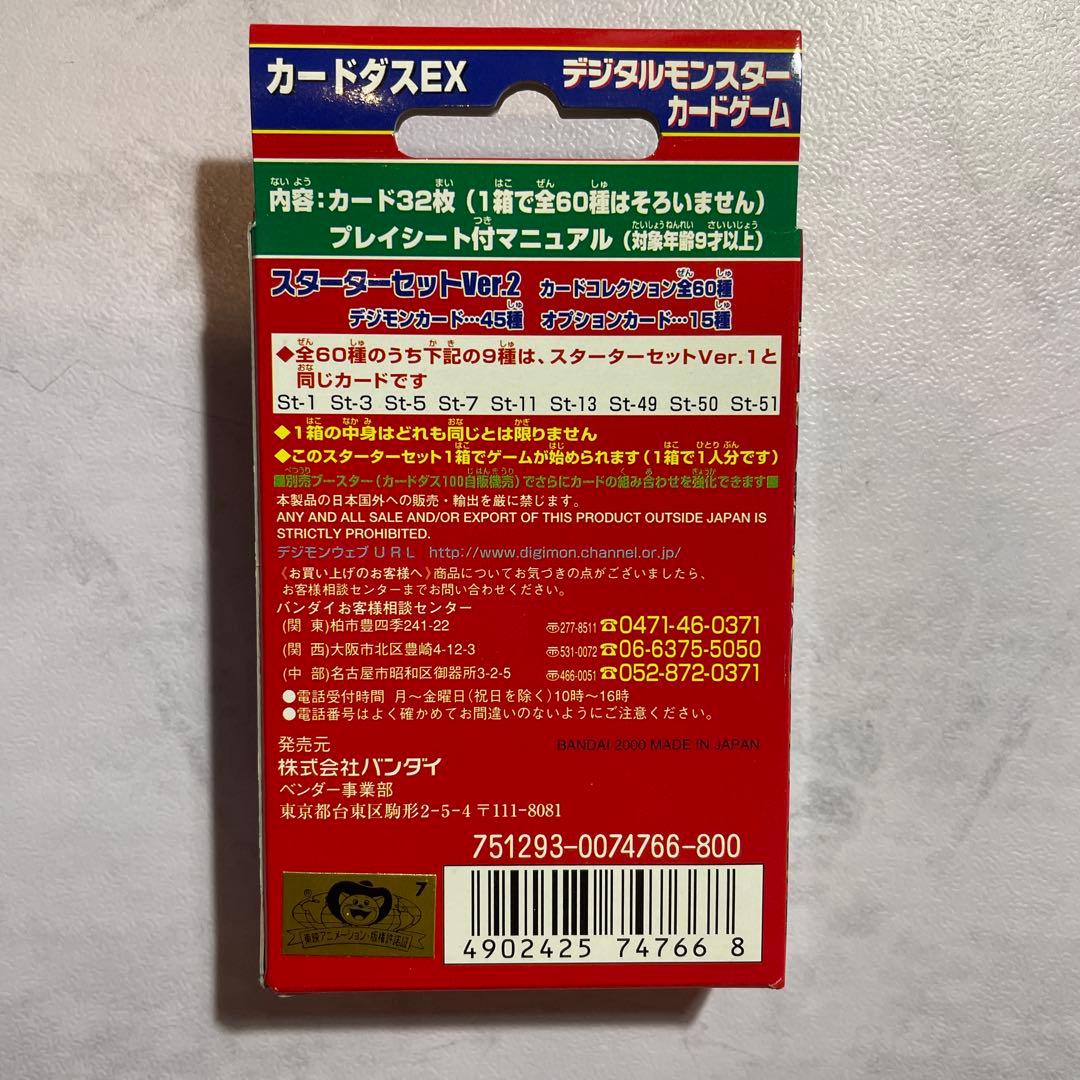 カードダスEX
デジタルモンスター
カードゲーム
内容：カード32枚（1箱で全60種はそろいません）
プレイシート付マニュアル（対象年齢9才以上）
スターターセットVer.2 カードコレクション全60種
デジモンカード…45種 オプションカード…15種
◆全60種のうち下記の9種は、スターターセットVer.1と
同じカードです
St-1 St-3 St-5 St-7 St-11 St-13 St-49 St-50 St-51
◆1箱の中身はどれも同じとは限りません
◆このスターターセット1箱でゲームが始められます（1箱で1人分です）
■別売ブースター（カードダス100自販機売）でさらにカードの組み合わせを強化できます■
本製品の日本国外への販売・輸出を厳に禁じます。
ANY AND ALL SALE AND/OR EXPORT OF THIS PRODUCT OUTSIDE JAPAN IS
STRICTLY PROHIBITED.
デジモンウェブ URL http://www.digimon.channel.or.jp/
《お買い上げのお客様へ》商品についてお気づきの点がございましたら、
お客様相談センターまでお問い合わせください。
バンダイお客様相談センター
(関 東)柏市豊四季241-22 〒277-8511 ☎0471-46-0371
(関 西)大阪市北区豊崎4-12-3 〒531-0072 ☎06-6375-5050
(中 部)名古屋市昭和区御器所3-2-5 〒466-0051 ☎052-872-0371
●電話受付時間 月〜金曜日(祝日を除く)10時〜16時
●電話番号はよく確かめてお間違いのないようにご注意ください。
発売元
BANDAI 2000 MADE IN JAPAN
株式会社バンダイ
ベンダー事業部
東京都台東区駒形2-5-4 〒111-8081
751293-0074766-800
7
東映アニメーション・版権許諾証
4902425 74766 8